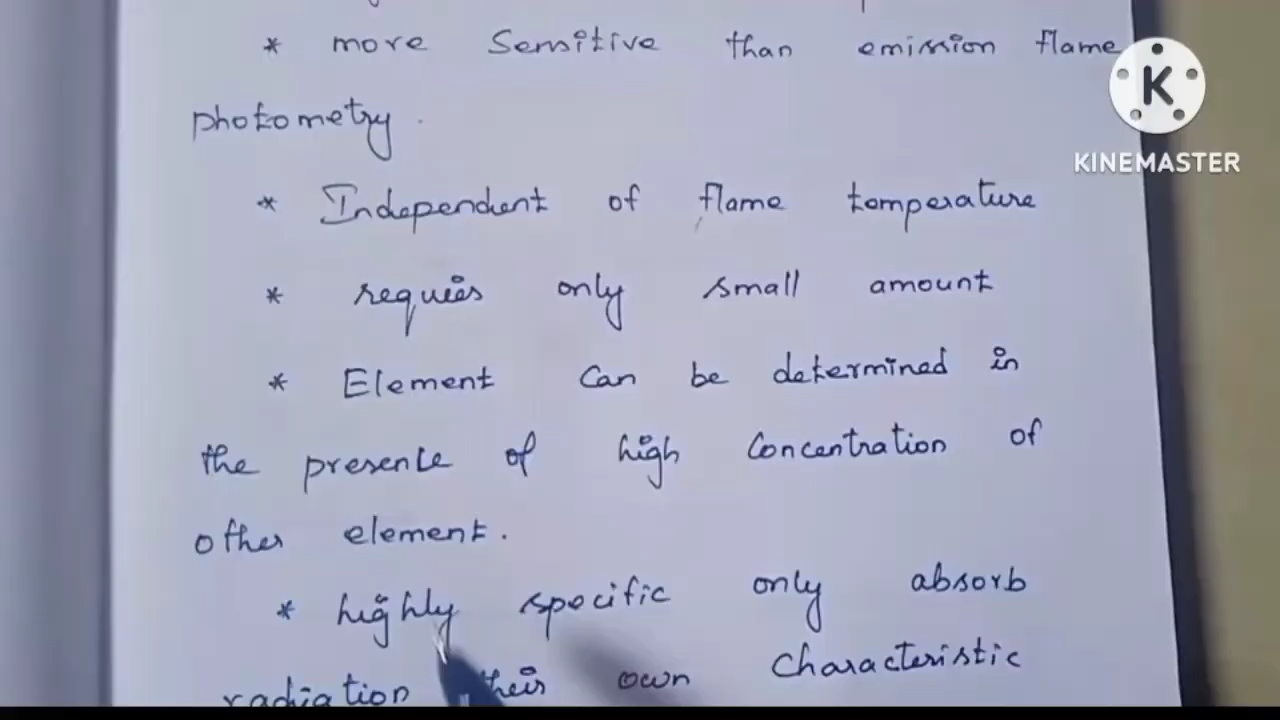 * more Sensitive than emission flame
photometry.
* Independent of flame temperature
* requies only small amount
* Element Can be determined in
the presence of high Concentration of
other element.
* highly specific only absorb
radiation their own Characteristic
K
KINEMASTER